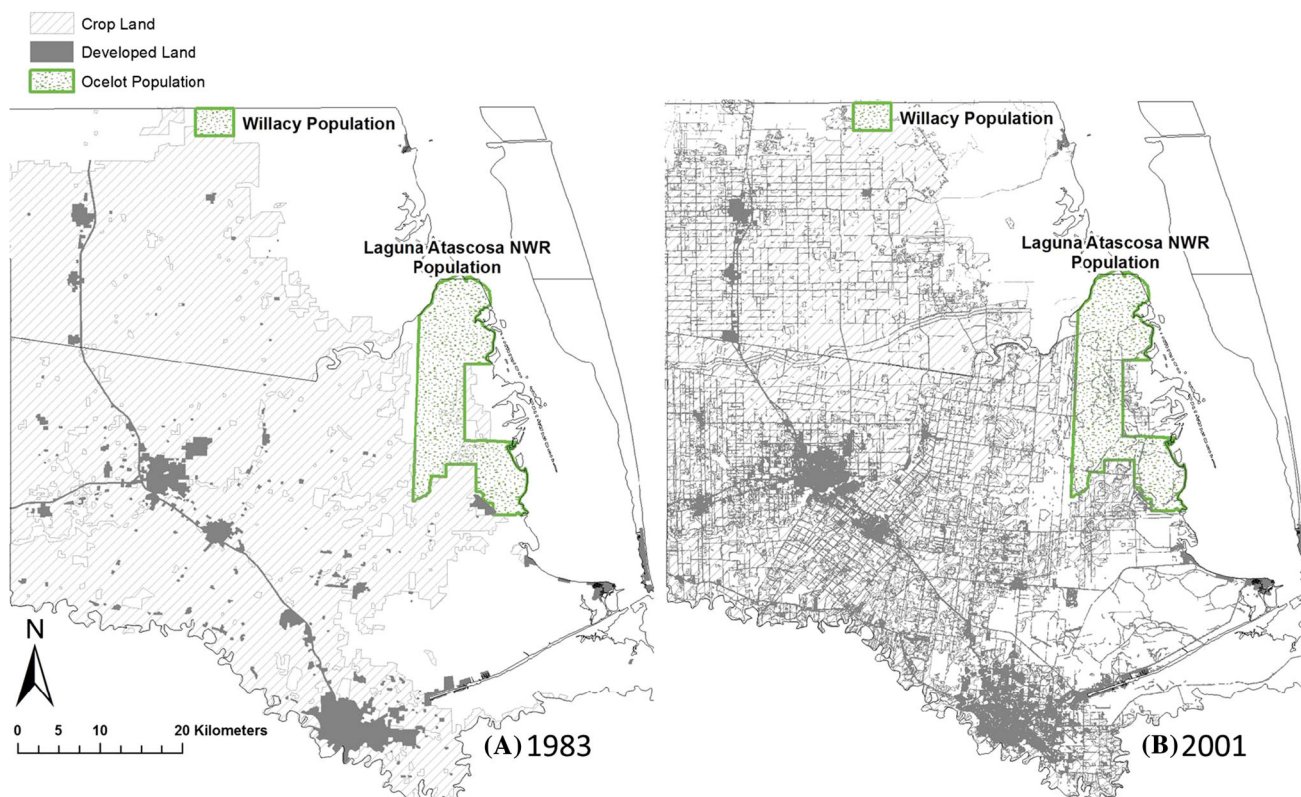 Crop Land
Developed Land
Ocelot Population
Willacy Population
Laguna Atascosa NWR
Population
N
0 5 10 20 Kilometers
(A) 1983
Willacy Population
Laguna Atascosa NWR
Population
(B) 2001